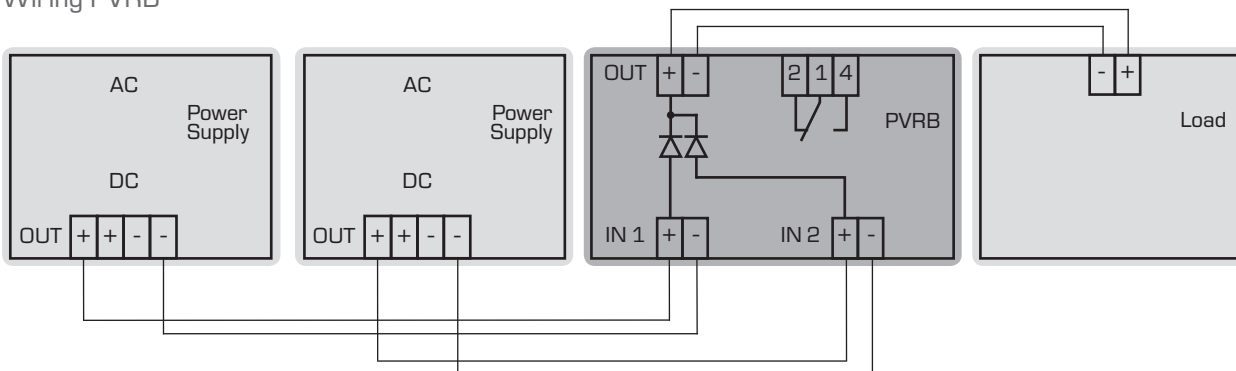 Wiring PVRB
AC
Power
Supply
DC
OUT + + - -
AC
Power
Supply
DC
OUT + + - -
OUT + -
2 1 4
PVRB
IN 1 + -
IN 2 + -
- +
Load